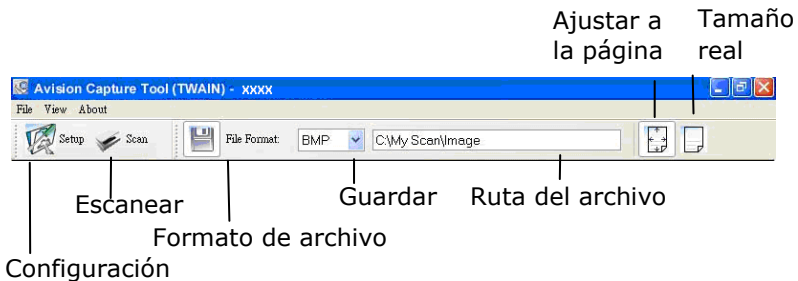 Ajustar a
la página
Tamaño
real
Avision Capture Tool (TWAIN) - xxxx
File View About
Setup Scan File Format: BMP C:\My Scan\Image
Escanear
Guardar
Ruta del archivo
Formato de archivo
Configuración